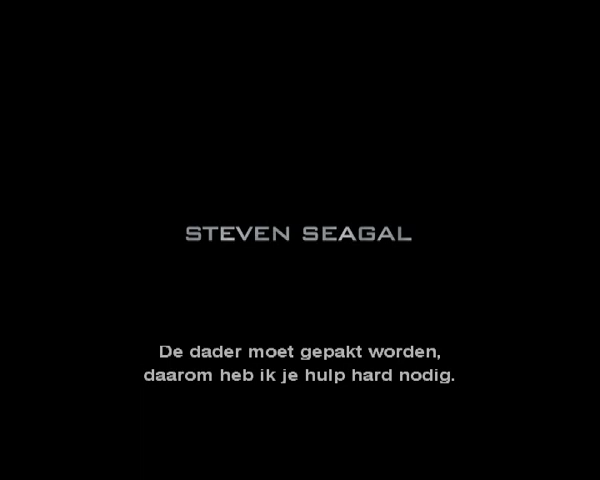 STEVEN SEAGAL
De dader moet gepakt worden,
daarom heb ik je hulp hard nodig.